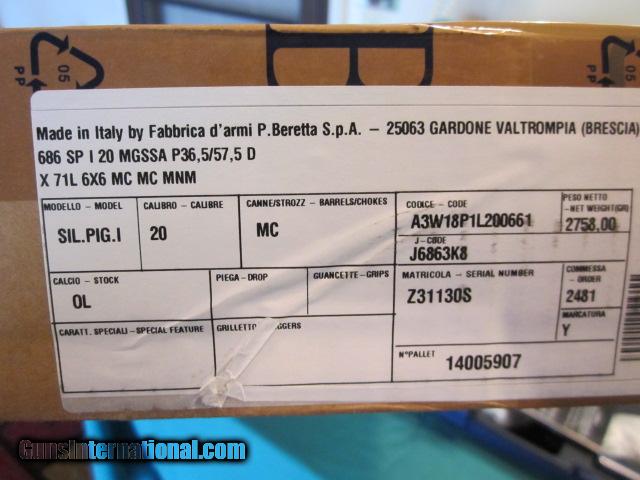 05
PP
B
05
PP
Made in Italy by Fabbrica d'armi P.Beretta S.p.A. – 25063 GARDONE VALTROMPIA (BRESCIA)
686 SP I 20 MGSSA P36,5/57,5 D
X 71L 6X6 MC MC MNM
MODELLO – MODEL
SIL.PIG.I
CALIBRO – CALIBRE
20
CANNE/STROZZ – BARRELS/CHOKES
MC
CODICE – CODE
A3W18P1L200661
J–CODE
J6863K8
PESO NETTO
–NET WEIGHT(GR)
2758,00
CALCIO – STOCK
OL
PIEGA–DROP
GUANCETTE–GRIPS
MATRICOLA – SERIAL NUMBER
Z31130S
COMMESSA
– ORDER
2481
CARATT. SPECIALI–SPECIAL FEATURE
GRILLETTO GGERS
MARCATURA
Y
N°PALLET
14005907
GunsInternational.com